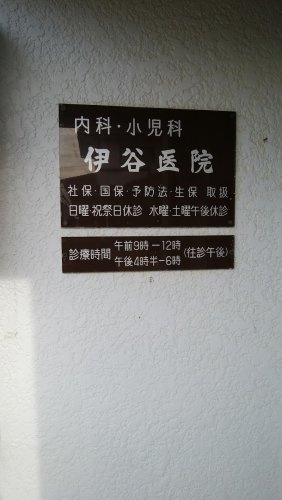 内科・小児科
伊谷医院
社保・国保・予防法・生保 取扱
日曜・祝祭日休診 水曜・土曜午後休診
診療時間 午前9時－12時 (往診午後)
午後4時半－6時